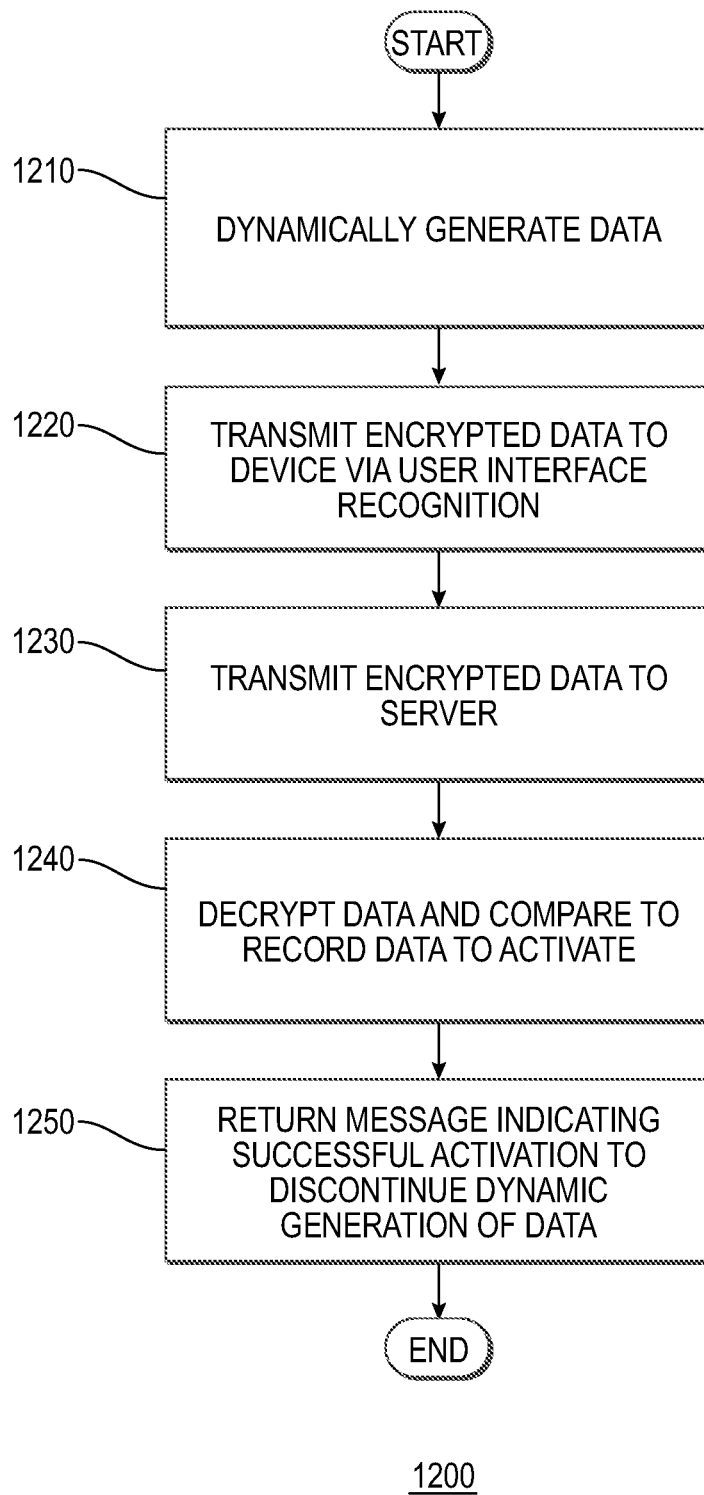 START
1210
DYNAMICALLY GENERATE DATA
1220
TRANSMIT ENCRYPTED DATA TO
DEVICE VIA USER INTERFACE
RECOGNITION
1230
TRANSMIT ENCRYPTED DATA TO
SERVER
1240
DECRYPT DATA AND COMPARE TO
RECORD DATA TO ACTIVATE
1250
RETURN MESSAGE INDICATING
SUCCESSFUL ACTIVATION TO
DISCONTINUE DYNAMIC
GENERATION OF DATA
END
1200